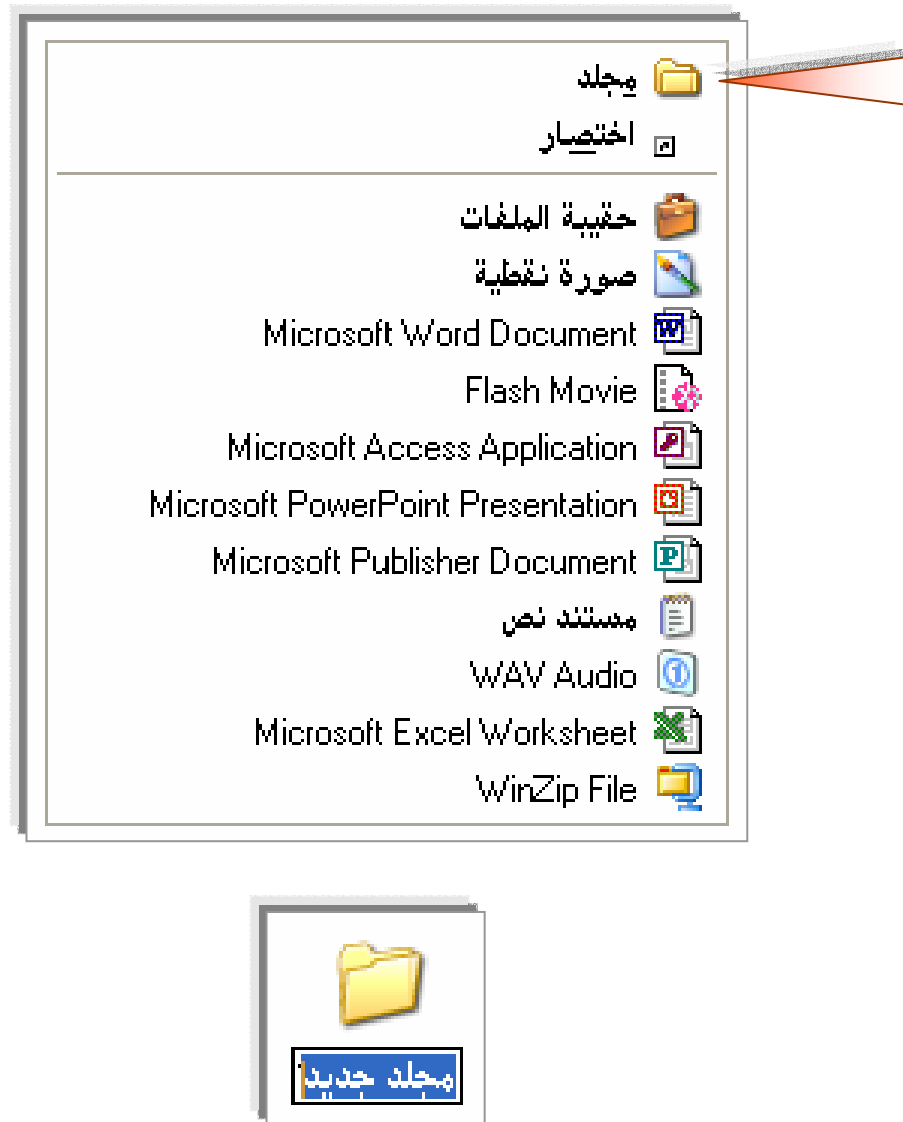 مجلد
اختصار
حقيبة الملفات
صورة نقطية
Microsoft Word Document
Flash Movie
Microsoft Access Application
Microsoft PowerPoint Presentation
Microsoft Publisher Document
مستند نص
WAV Audio
Microsoft Excel Worksheet
WinZip File
مجلد جديد